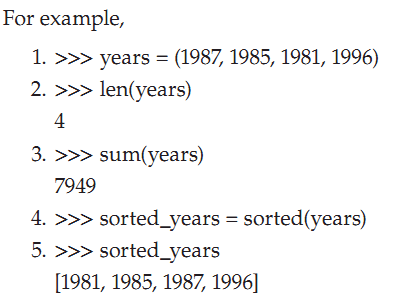 For example,
1. >>> years = (1987, 1985, 1981, 1996)
2. >>> len(years)
4
3. >>> sum(years)
7949
4. >>> sorted_years = sorted(years)
5. >>> sorted_years
[1981, 1985, 1987, 1996]